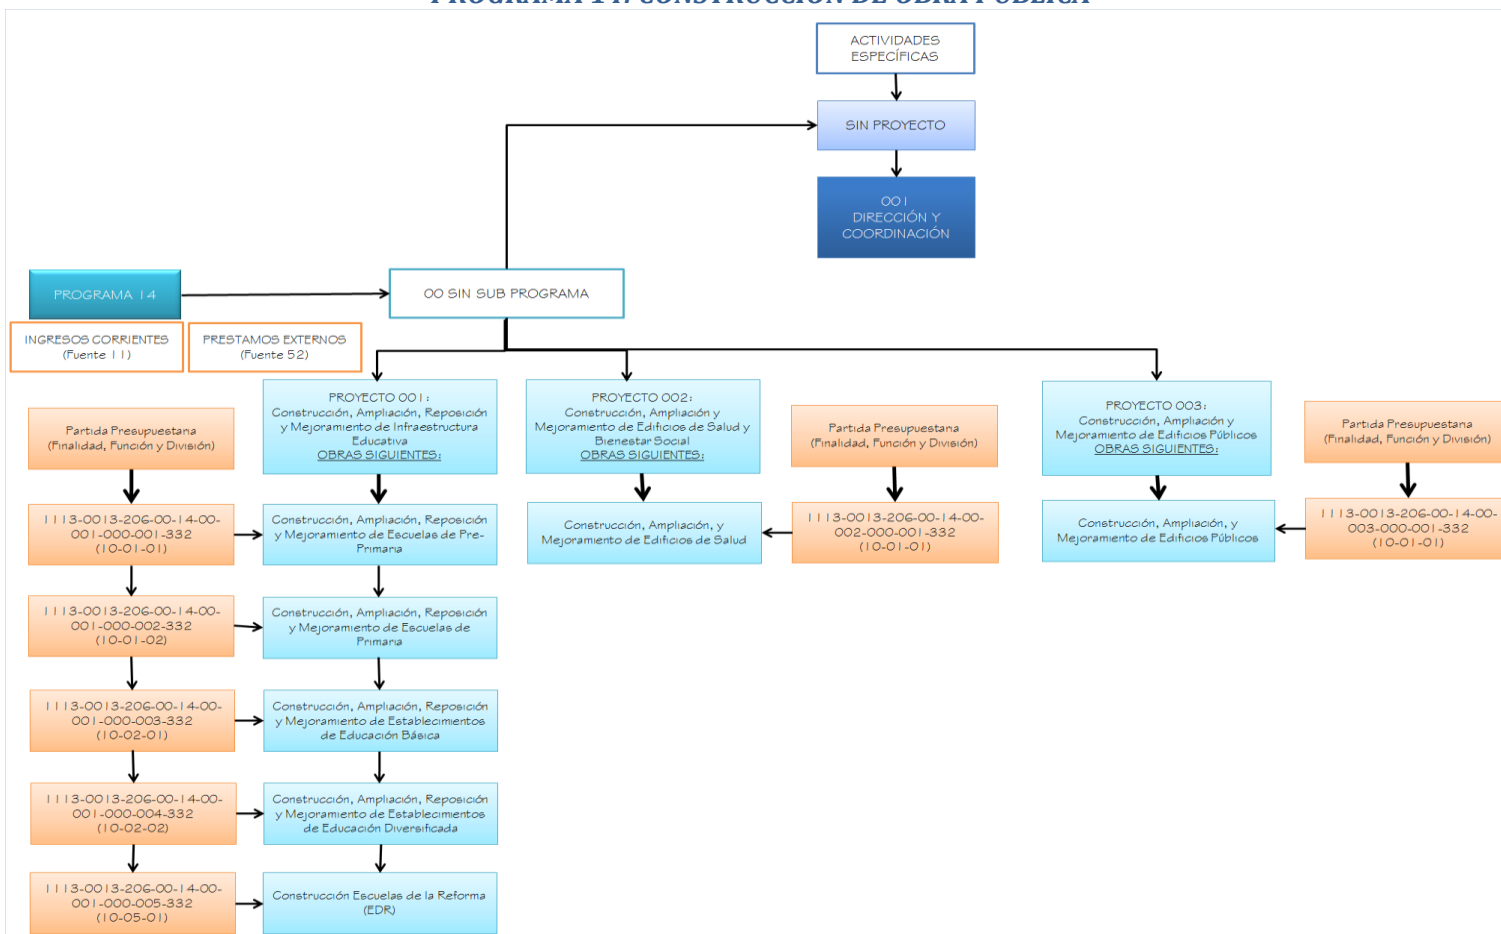 PROGRAMA 14: CONSTRUCCIÓN DE OBRA PÚBLICA
ACTIVIDADES
ESPECÍFICAS
SIN PROYECTO
001
DIRECCIÓN Y
COORDINACIÓN
PROGRAMA 14
00 SIN SUB PROGRAMA
INGRESOS CORRIENTES
(Fuente 11)
PRESTAMOS EXTERNOS
(Fuente 52)
Partida Presupuestaria
(Finalidad, Función y División)
1113-0013-206-00-14-00-
001-000-001-332
(10-01-01)
1113-0013-206-00-14-00-
001-000-002-332
(10-01-02)
1113-0013-206-00-14-00-
001-000-003-332
(10-02-01)
1113-0013-206-00-14-00-
001-000-004-332
(10-02-02)
1113-0013-206-00-14-00-
001-000-005-332
(10-05-01)
PROYECTO 001:
Construcción, Ampliación, Reposición
y Mejoramiento de Infraestructura
Educativa
OBRAS SIGUIENTES:
Construcción, Ampliación, Reposición
y Mejoramiento de Escuelas de Pre-
Primaria
Construcción, Ampliación, Reposición
y Mejoramiento de Escuelas de
Primaria
Construcción, Ampliación, Reposición
y Mejoramiento de Establecimientos
de Educación Básica
Construcción, Ampliación, Reposición
y Mejoramiento de Establecimientos
de Educación Diversificada
Construcción Escuelas de la Reforma
(EDR)
PROYECTO 002:
Construcción, Ampliación y
Mejoramiento de Edificios de Salud y
Bienestar Social
OBRAS SIGUIENTES:
Construcción, Ampliación, y
Mejoramiento de Edificios de Salud
Partida Presupuestaria
(Finalidad, Función y División)
1113-0013-206-00-14-00-
002-000-001-332
(10-01-01)
PROYECTO 003:
Construcción, Ampliación y
Mejoramiento de Edificios Públicos
OBRAS SIGUIENTES:
Construcción, Ampliación, y
Mejoramiento de Edificios Públicos
Partida Presupuestaria
(Finalidad, Función y División)
1113-0013-206-00-14-00-
003-000-001-332
(10-01-01)